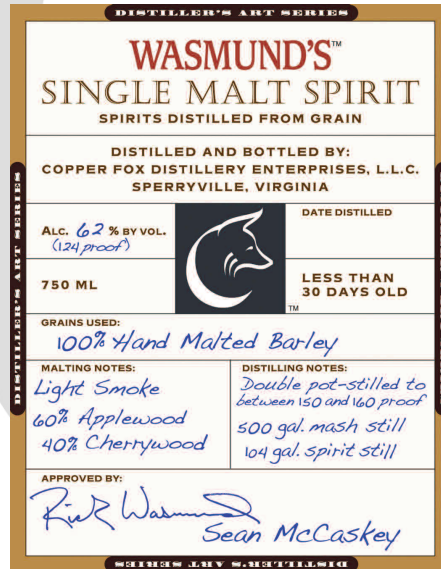 DISTILLER'S ART SERIES
WASMUND'S™
SINGLE MALT SPIRIT
SPIRITS DISTILLED FROM GRAIN
DISTILLED AND BOTTLED BY:
COPPER FOX DISTILLERY ENTERPRISES, L.L.C.
SPERRYVILLE, VIRGINIA
ALC. 62 % BY VOL.
(124 proof)
DATE DISTILLED
750 ML
TM
LESS THAN
30 DAYS OLD
GRAINS USED:
100% Hand Malted Barley
MALTING NOTES:
Light Smoke
60% Applewood
40% Cherrywood
DISTILLING NOTES:
Double pot-stilled to
between 150 and 160 proof
500 gal. mash still
104 gal. spirit still
APPROVED BY:
Rick Wasmund
Sean McCaskey
DISTILLER'S ART SERIES
DISTILLER'S ART SERIES